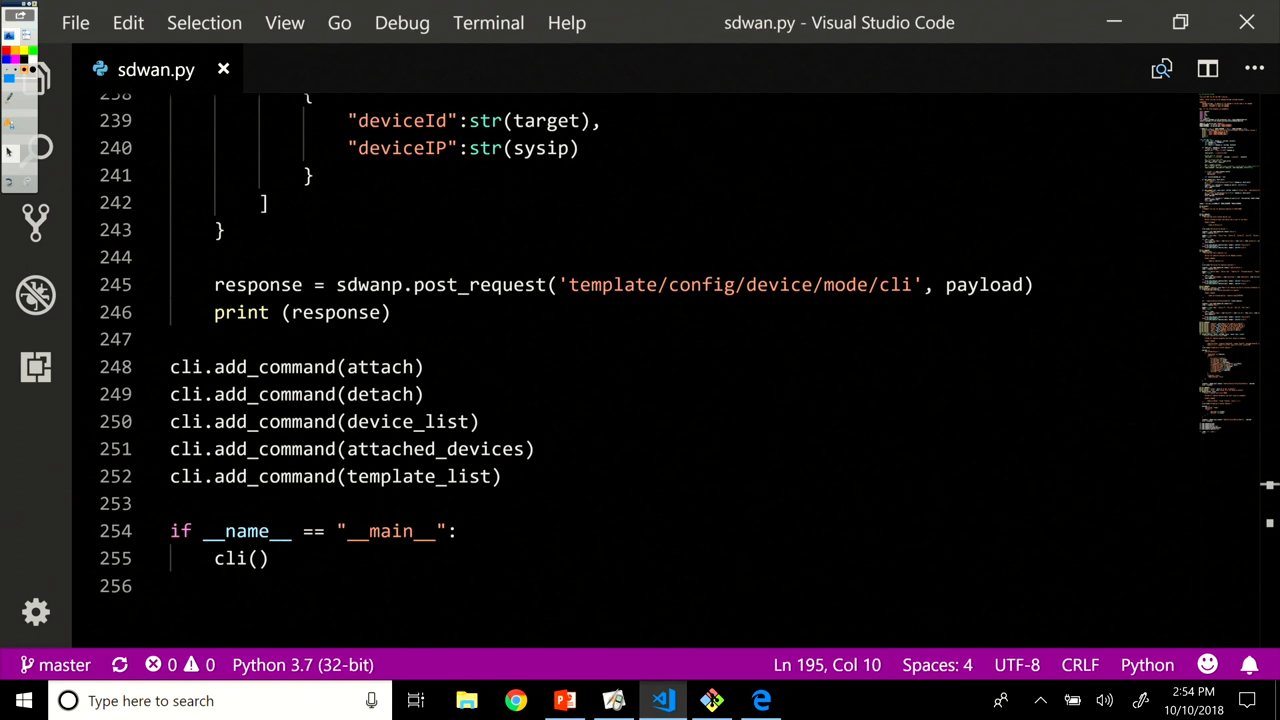 File Edit Selection View Go Debug Terminal Help sdwan.py - Visual Studio Code
sdwan.py
238 {
239 "deviceId":str(target),
240 "deviceIP":str(sysip)
241 }
242 ]
243 }
244
245 response = sdwanp.post_request('template/config/device/mode/cli', payload)
246 print (response)
247
248 cli.add_command(attach)
249 cli.add_command(detach)
250 cli.add_command(device_list)
251 cli.add_command(attached_devices)
252 cli.add_command(template_list)
253
254 if __name__ == "__main__":
255 cli()
256
master 0 0 Python 3.7 (32-bit) Ln 195, Col 10 Spaces: 4 UTF-8 CRLF Python
Type here to search
2:54 PM
10/10/2018